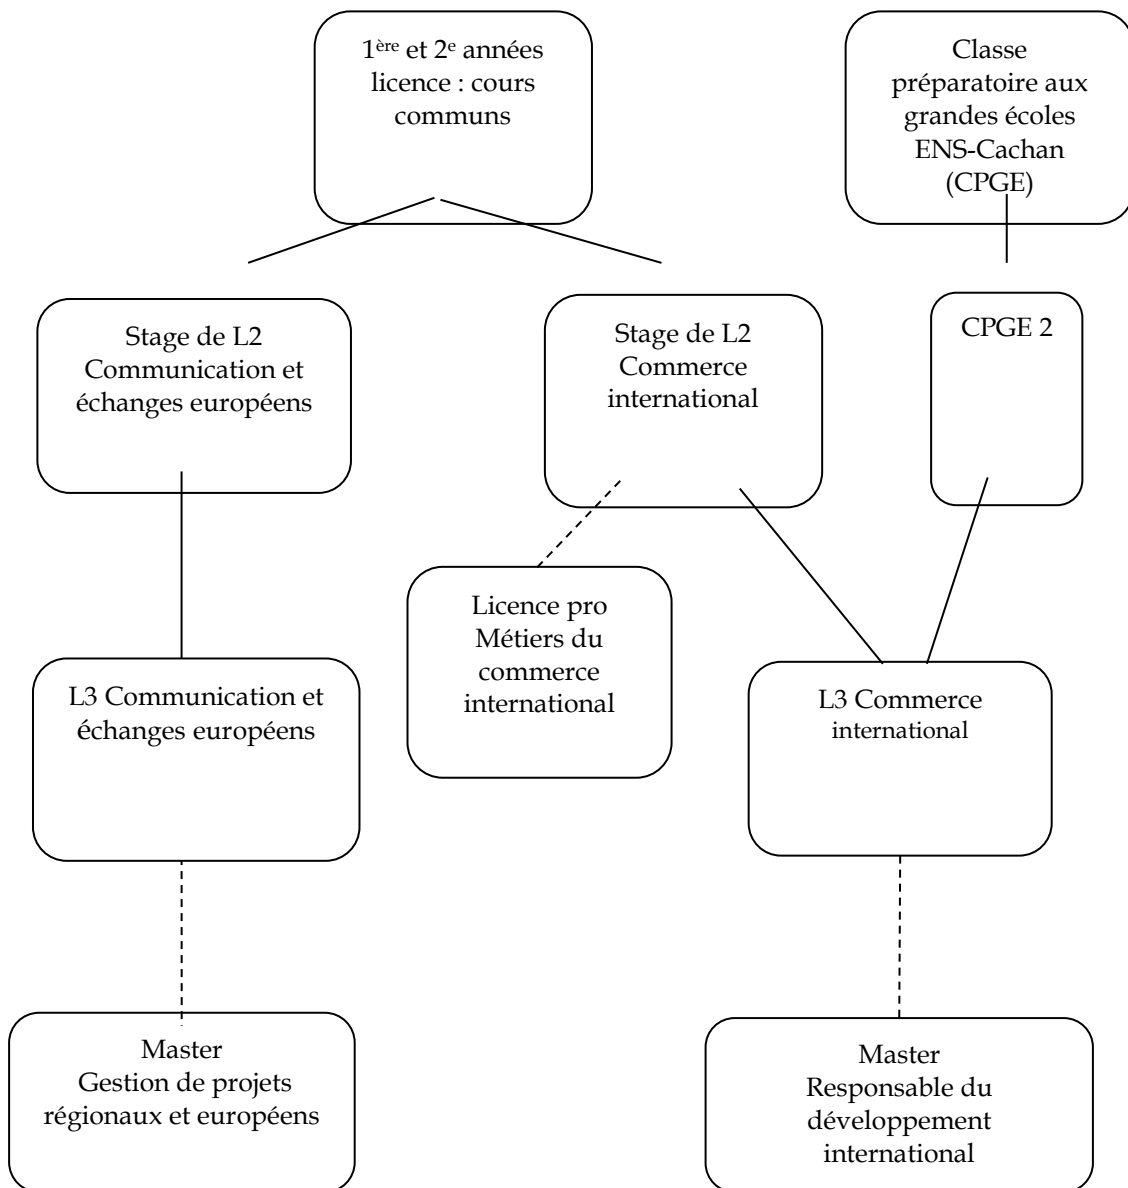 1ère et 2e années
licence : cours
communs
Classe
préparatoire aux
grandes écoles
ENS-Cachan
(CPGE)
Stage de L2
Communication et
échanges européens
Stage de L2
Commerce
international
CPGE 2
Licence pro
Métiers du
commerce
international
L3 Communication et
échanges européens
L3 Commerce
international
Master
Gestion de projets
régionaux et européens
Master
Responsable du
développement
international